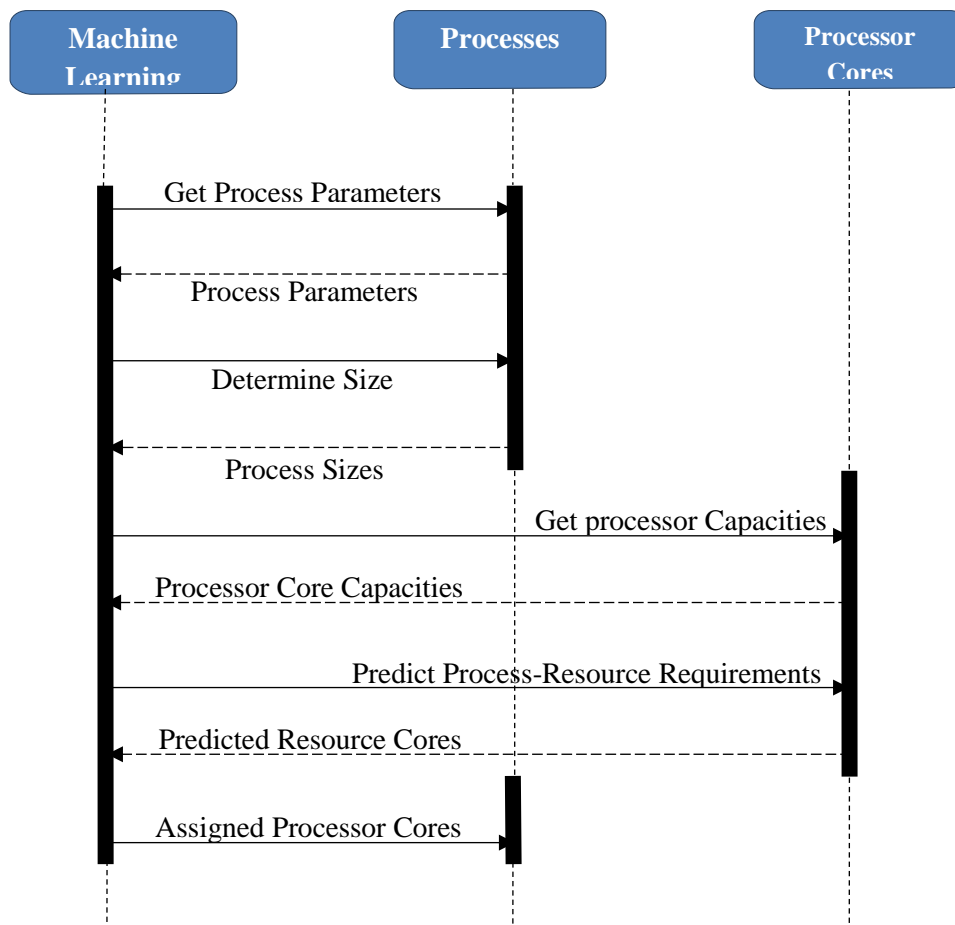 Machine
Learning
Processes
Processor
Cores
Get Process Parameters
Process Parameters
Determine Size
Process Sizes
Get processor Capacities
Processor Core Capacities
Predict Process-Resource Requirements
Predicted Resource Cores
Assigned Processor Cores